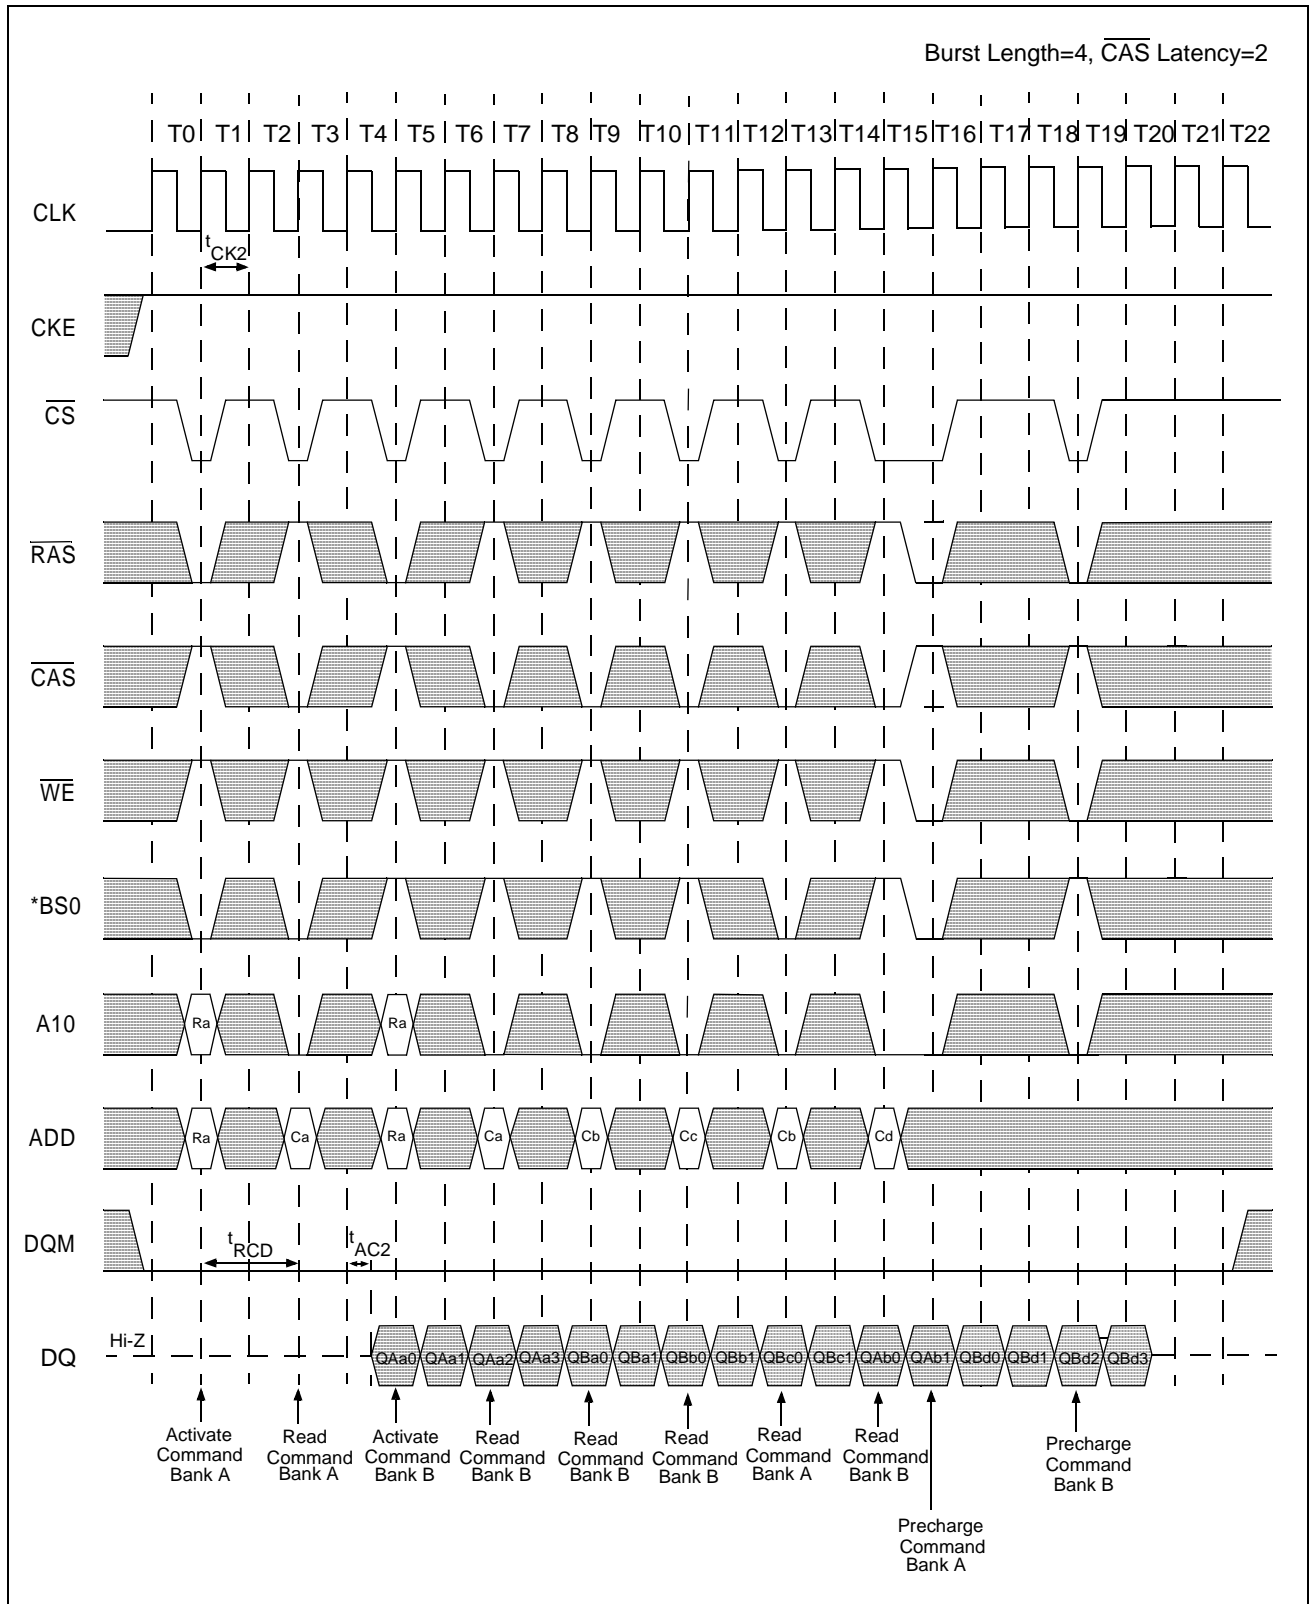 Burst Length=4, CAS Latency=2
T0 T1 T2 T3 T4 T5 T6 T7 T8 T9 T10 T11 T12 T13 T14 T15 T16 T17 T18 T19 T20 T21 T22
CLK
tCK2
CKE
CS
RAS
CAS
WE
*BS0
A10
Ra Ra
ADD
Ra Ca Ra Ca Cb Cc Cb Cd
DQM
tRCD
tAC2
DQ
Hi-Z
QAa0 QAa1 QAa2 QAa3 QBa0 QBa1 QBb0 QBb1 QBc0 QBc1 QAb0 QAb1 QBd0 QBd1 QBd2 QBd3
Activate
Command
Bank A
Read
Command
Bank A
Activate
Command
Bank B
Read
Command
Bank B
Read
Command
Bank B
Read
Command
Bank B
Read
Command
Bank A
Read
Command
Bank B
Precharge
Command
Bank A
Precharge
Command
Bank B